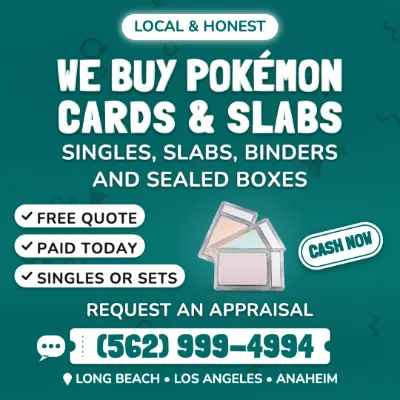 LOCAL & HONEST
WE BUY POKÉMON
CARDS & SLABS
SINGLES, SLABS, BINDERS
AND SEALED BOXES
FREE QUOTE
PAID TODAY
SINGLES OR SETS
CASH NOW
REQUEST AN APPRAISAL
(562) 999-4994
LONG BEACH • LOS ANGELES • ANAHEIM